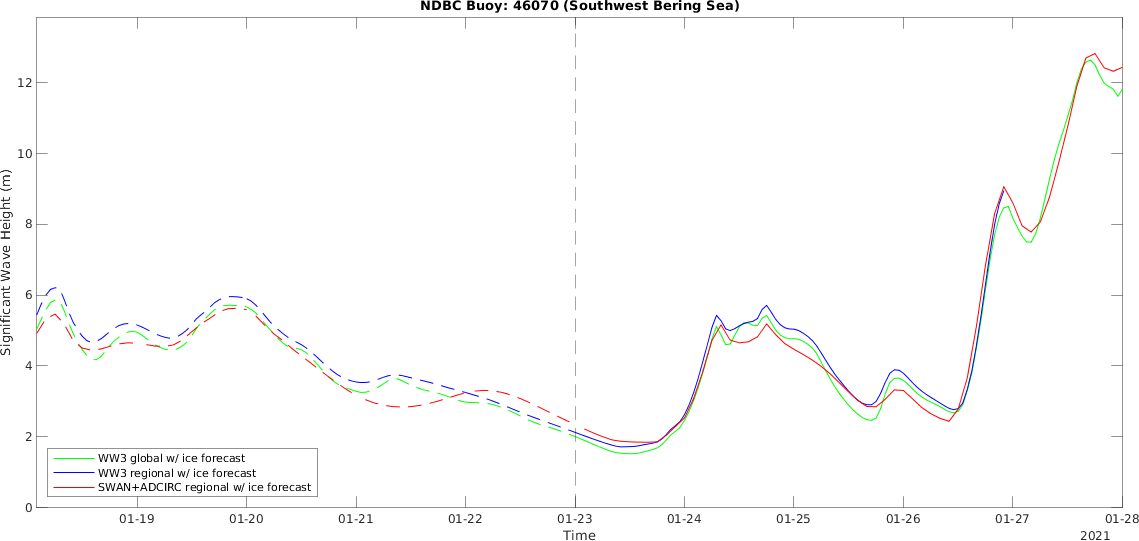 NDBC Buoy: 46070 (Southwest Bering Sea)
Significant Wave Height (m)
12
10
8
6
4
2
0
WW3 global w/ ice forecast
WW3 regional w/ ice forecast
SWAN+ADCIRC regional w/ ice forecast
01-19 01-20 01-21 01-22 01-23 01-24 01-25 01-26 01-27 01-28
Time
2021